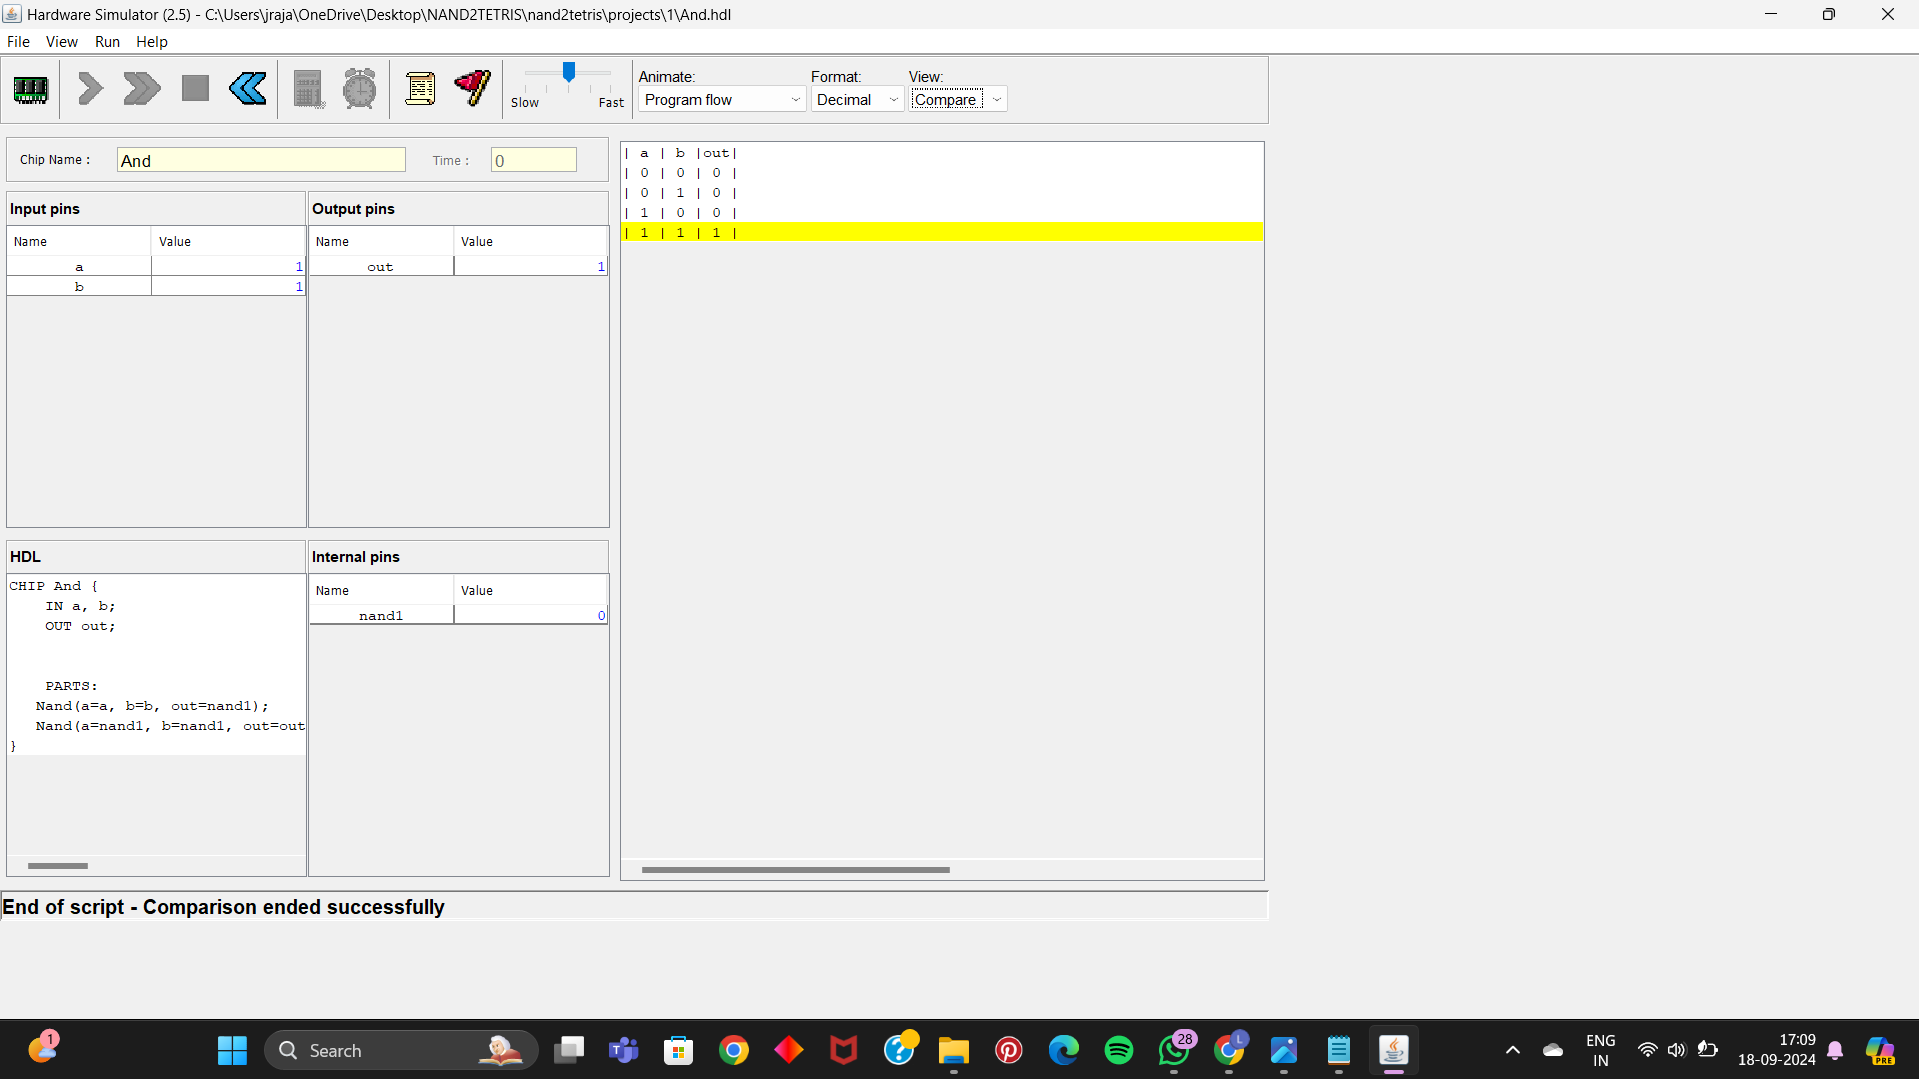 Hardware Simulator (2.5) - C:\Users\jraja\OneDrive\Desktop\NAND2TETRIS\nand2tetris\projects\1\And.hdl
File View Run Help
Slow Fast
Animate: Format: View:
Program flow Decimal Compare
Chip Name : And Time : 0
Input pins
Name Value
a 1
b 1
Output pins
Name Value
out 1
HDL
CHIP And {
IN a, b;
OUT out;
PARTS:
Nand(a=a, b=b, out=nand1);
Nand(a=nand1, b=nand1, out=out
}
Internal pins
Name Value
nand1 0
| a | b |out|
| 0 | 0 | 0 |
| 0 | 1 | 0 |
| 1 | 0 | 0 |
| 1 | 1 | 1 |
End of script - Comparison ended successfully
1
Search
28
L
ENG
IN
17:09
18-09-2024
PRE